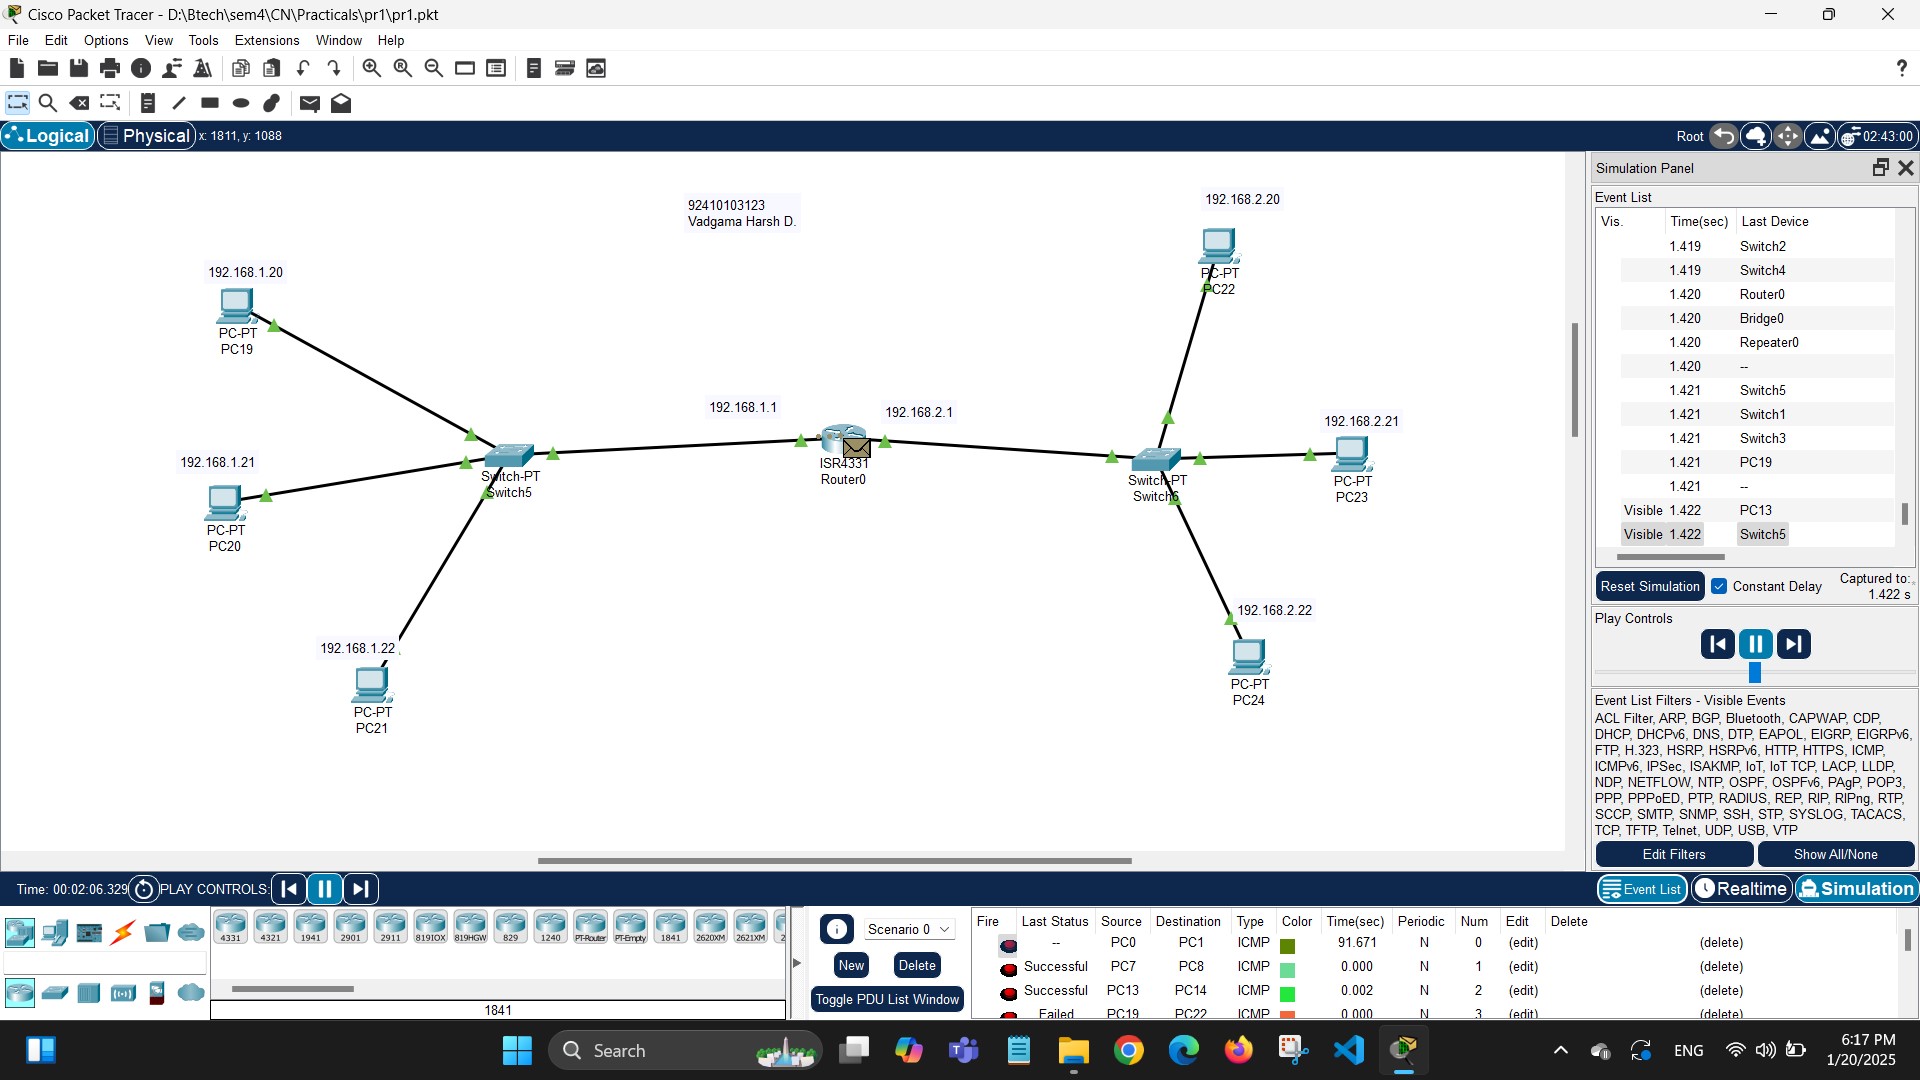 Cisco Packet Tracer - D:\Btech\sem4\CN\Practicals\pr1\pr1.pkt
File Edit Options View Tools Extensions Window Help
?
Logical Physical x: 1811, y: 1088
Root 02:43:00
92410103123
Vadgama Harsh D.
192.168.1.20
PC-PT
PC19
192.168.1.21
PC-PT
PC20
192.168.1.22
PC-PT
PC21
Switch-PT
Switch5
192.168.1.1
192.168.2.1
ISR4331
Router0
192.168.2.20
PC-PT
PC22
Switch-PT
Switch6
192.168.2.21
PC-PT
PC23
192.168.2.22
PC-PT
PC24
Simulation Panel
Event List
Vis. Time(sec) Last Device
1.419 Switch2
1.419 Switch4
1.420 Router0
1.420 Bridge0
1.420 Repeater0
1.420 --
1.421 Switch5
1.421 Switch1
1.421 Switch3
1.421 PC19
1.421 --
Visible 1.422 PC13
Visible 1.422 Switch5
Reset Simulation Constant Delay Captured to:
1.422 s
Play Controls
Event List Filters - Visible Events
ACL Filter, ARP, BGP, Bluetooth, CAPWAP, CDP,
DHCP, DHCPv6, DNS, DTP, EAPOL, EIGRP, EIGRPv6,
FTP, H.323, HSRP, HSRPv6, HTTP, HTTPS, ICMP,
ICMPv6, IPSec, ISAKMP, IoT, IoT TCP, LACP, LLDP,
NDP, NETFLOW, NTP, OSPF, OSPFv6, PAgP, POP3,
PPP, PPPoED, PTP, RADIUS, REP, RIP, RIPng, RTP,
SCCP, SMTP, SNMP, SSH, STP, SYSLOG, TACACS,
TCP, TFTP, Telnet, UDP, USB, VTP
Edit Filters Show All/None
Time: 00:02:06.329 PLAY CONTROLS:
Event List Realtime Simulation
4331 4321 1941 2901 2911 819IOX 819HGW 829 1240 PT-Router PT-Empty 1841 2620XM 2621XM 2
1841
Scenario 0
New Delete
Toggle PDU List Window
Fire Last Status Source Destination Type Color Time(sec) Periodic Num Edit Delete
-- PC0 PC1 ICMP 91.671 N 0 (edit) (delete)
Successful PC7 PC8 ICMP 0.000 N 1 (edit) (delete)
Successful PC13 PC14 ICMP 0.002 N 2 (edit) (delete)
Failed PC19 PC22 ICMP 0.000 N 3 (edit) (delete)
Search
ENG
6:17 PM
1/20/2025